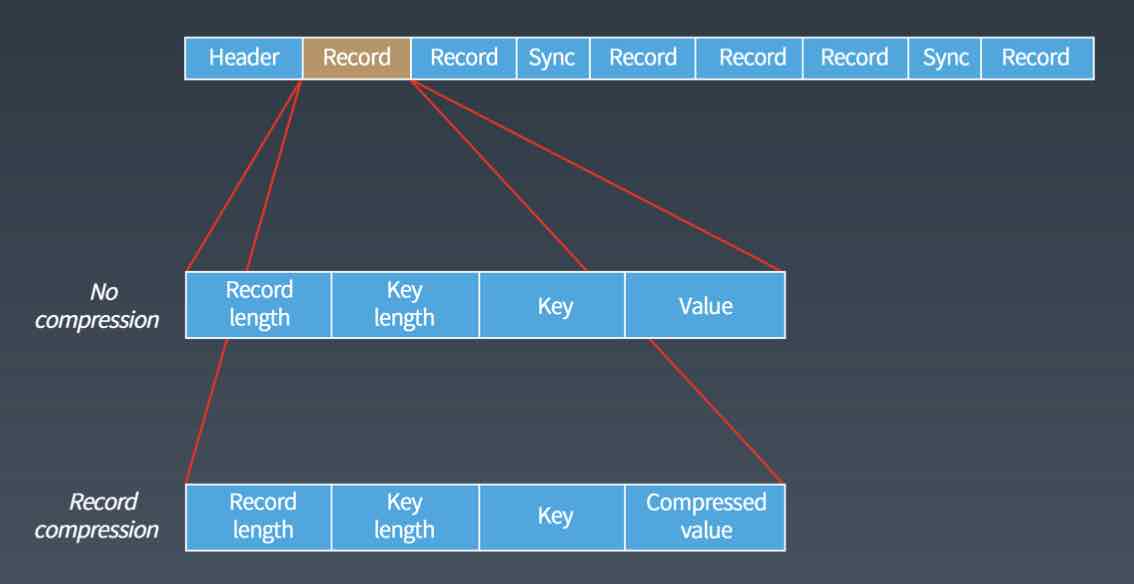 Header Record Record Sync Record Record Record Sync Record
No
compression
Record
length
Key
length
Key
Value
Record
compression
Record
length
Key
length
Key
Compressed
value